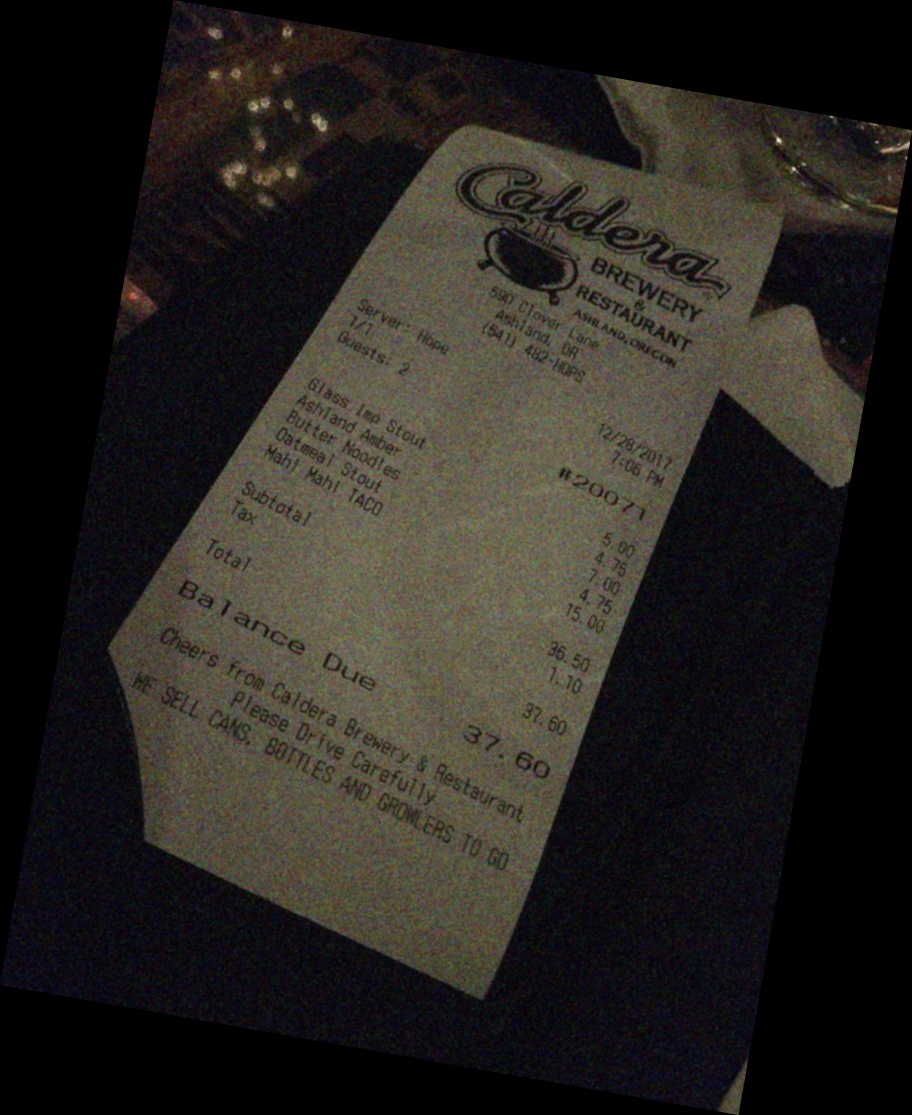 Caldera
BREWERY
&
RESTAURANT
ASHLAND, OREGON
590 Clover Lane
Ashland, OR
(541) 482-HOPS
Server: Hope 12/28/2017
1/1 7:06 PM
Guests: 2 #20071
Glass Imp Stout 5.00
Ashland Amber 4.75
Butter Noodles 7.00
Oatmeal Stout 4.75
Mahi Mahi TACO 15.00
Subtotal 36.50
Tax 1.10
Total 37.60
Balance Due 37.60
Cheers from Caldera Brewery & Restaurant
Please Drive Carefully
WE SELL CANS, BOTTLES AND GROWLERS TO GO